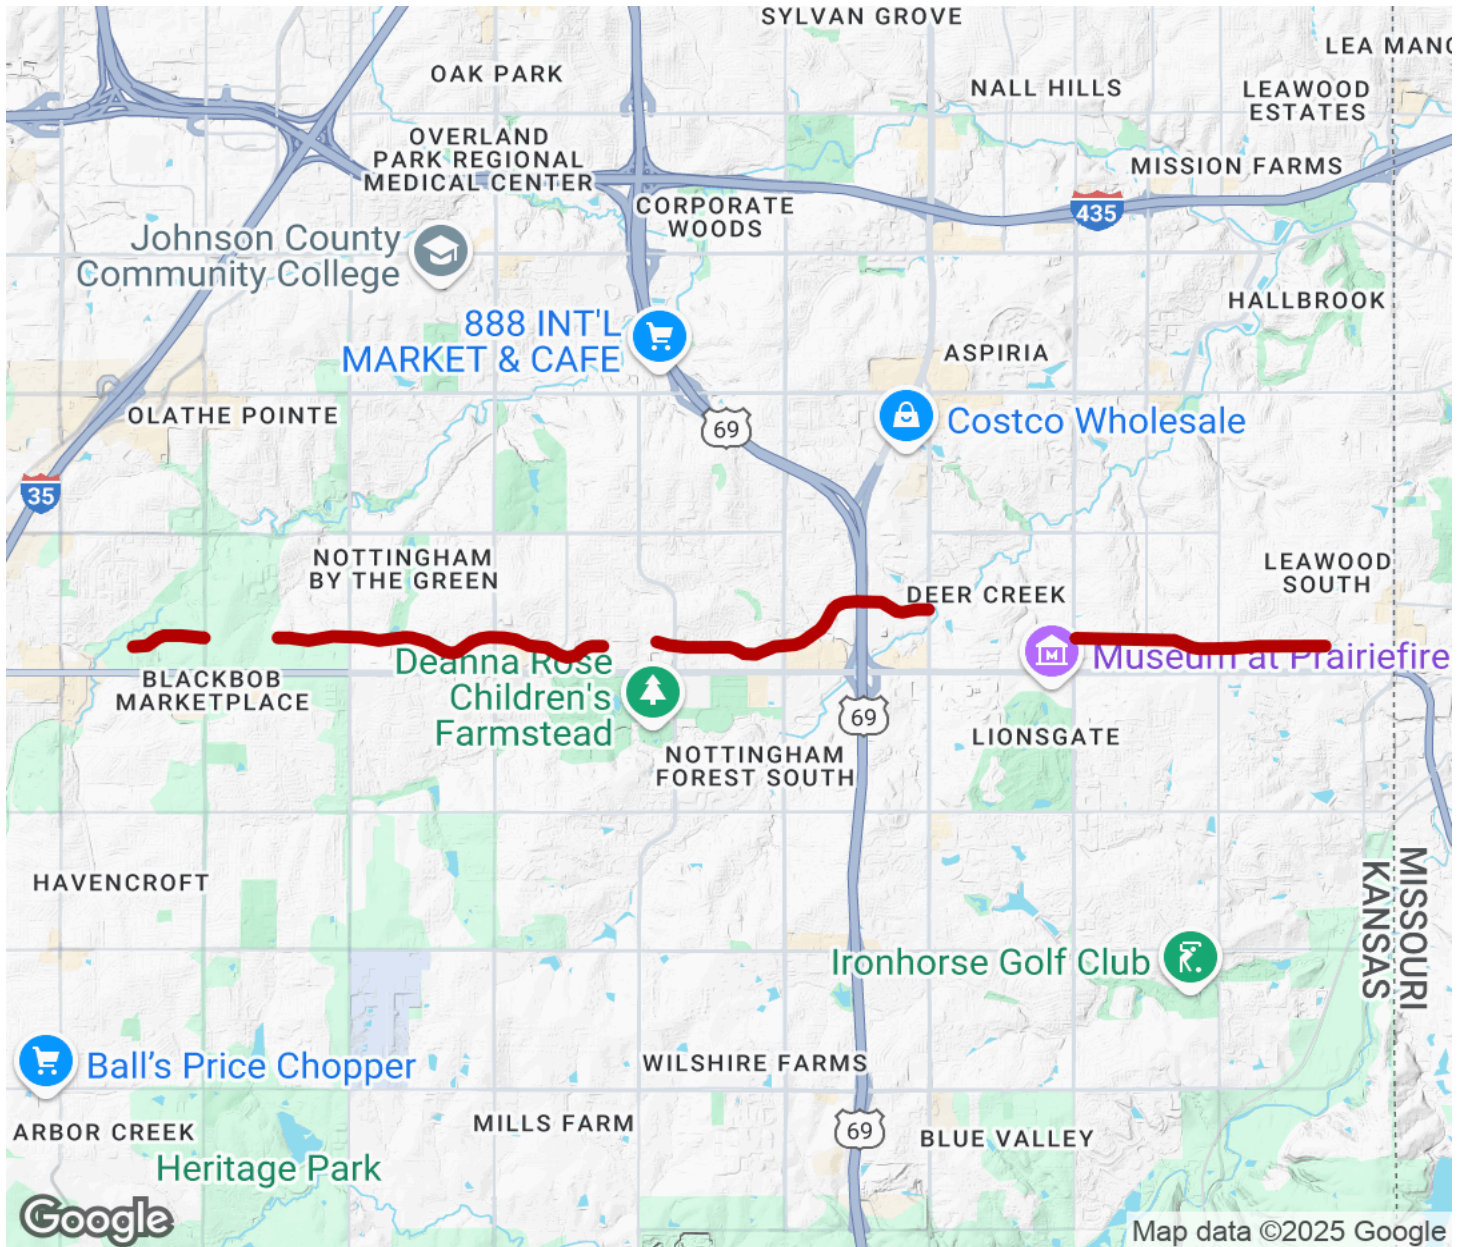 SYLVAN GROVE
LEA MANO
OAK PARK
NALL HILLS
LEAWOOD
ESTATES
OVERLAND
PARK REGIONAL
MEDICAL CENTER
MISSION FARMS
CORPORATE
WOODS
435
Johnson County
Community College
HALLBROOK
888 INT'L
MARKET & CAFE
ASPIRIA
OLATHE POINTE
69
Costco Wholesale
35
NOTTINGHAM
BY THE GREEN
LEAWOOD
SOUTH
DEER CREEK
Deanna Rose
Children's
Farmstead
Museum at Prairiefire
BLACKBOB
MARKETPLACE
69
LIONSGATE
NOTTINGHAM
FOREST SOUTH
HAVENCROFT
MISSOURI
KANSAS
Ironhorse Golf Club
Ball's Price Chopper
WILSHIRE FARMS
ARBOR CREEK
MILLS FARM
69
BLUE VALLEY
Heritage Park
Google
Map data ©2025 Google